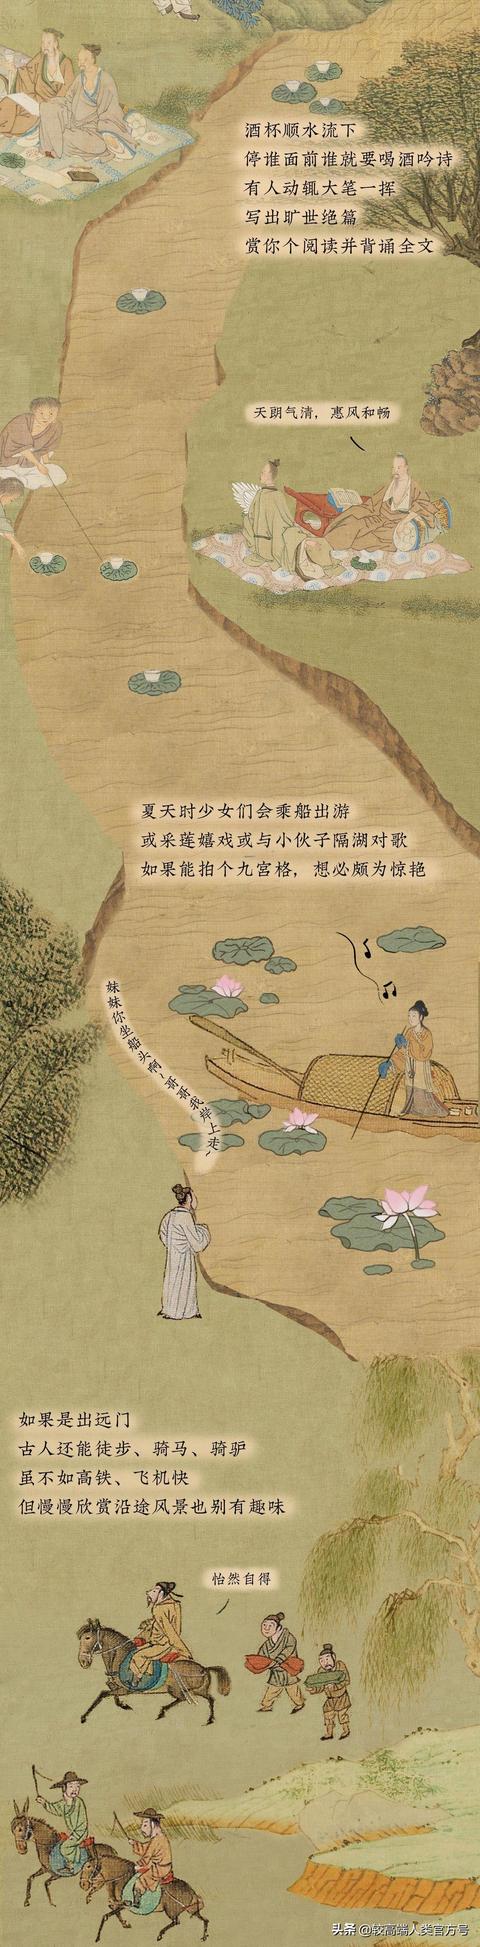 酒杯顺水流下
停谁面前谁就要喝酒吟诗
有人动辄大笔一挥
写出旷世绝篇
赏你个阅读并背诵全文
天朗气清，惠风和畅
夏天时少女们会乘船出游
或采莲嬉戏或与小伙子隔湖对歌
如果能拍个九宫格，想必颇为惊艳
妹妹你坐船头啊~哥哥我岸上走~
如果是出远门
古人还能徒步、骑马、骑驴
虽不如高铁、飞机快
但慢慢欣赏沿途风景也别有趣味
怡然自得
头条 @较高端人类官方号